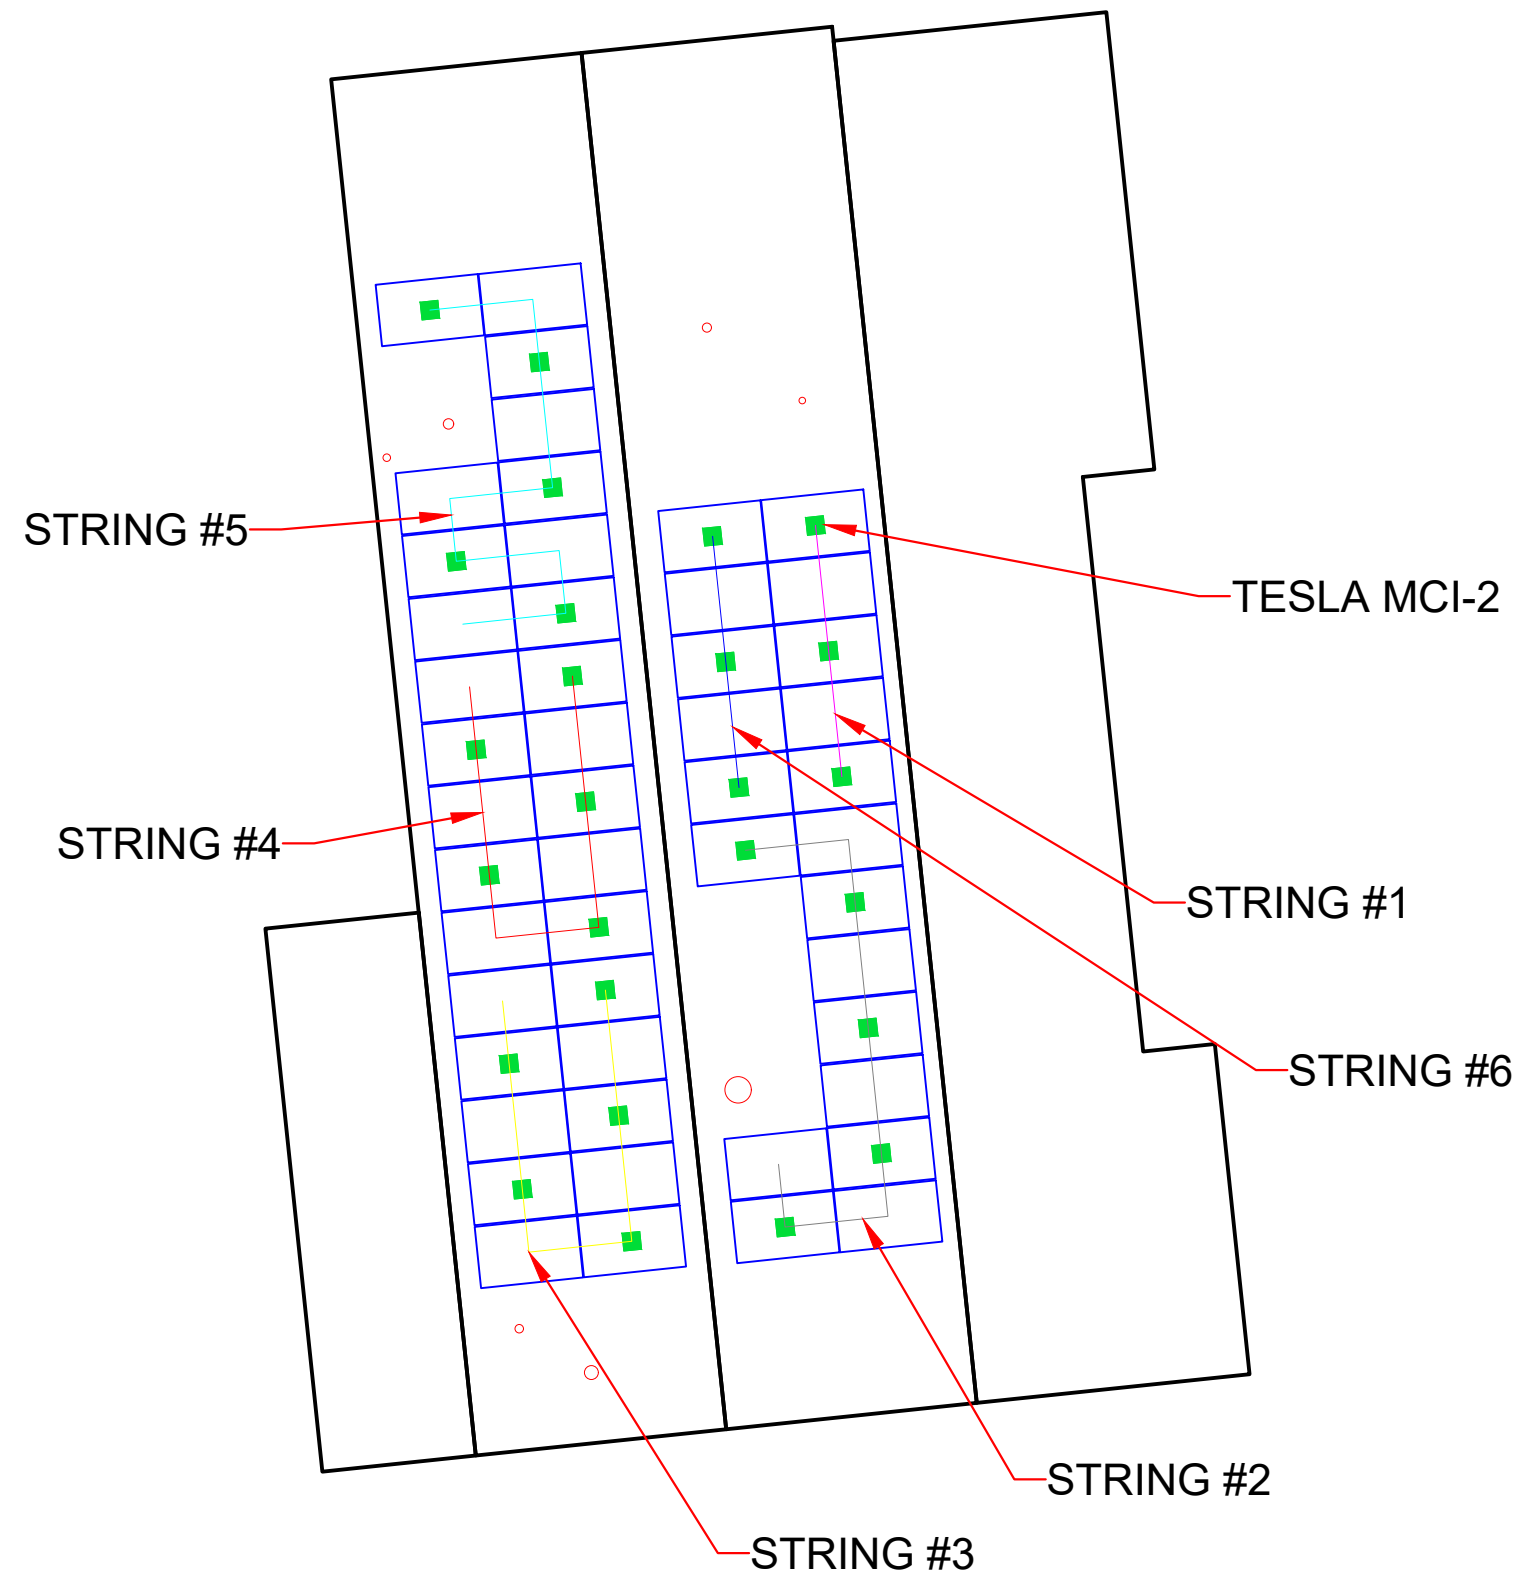 STRING #5
TESLA MCI-2
STRING #4
STRING #1
STRING #6
STRING #2
STRING #3